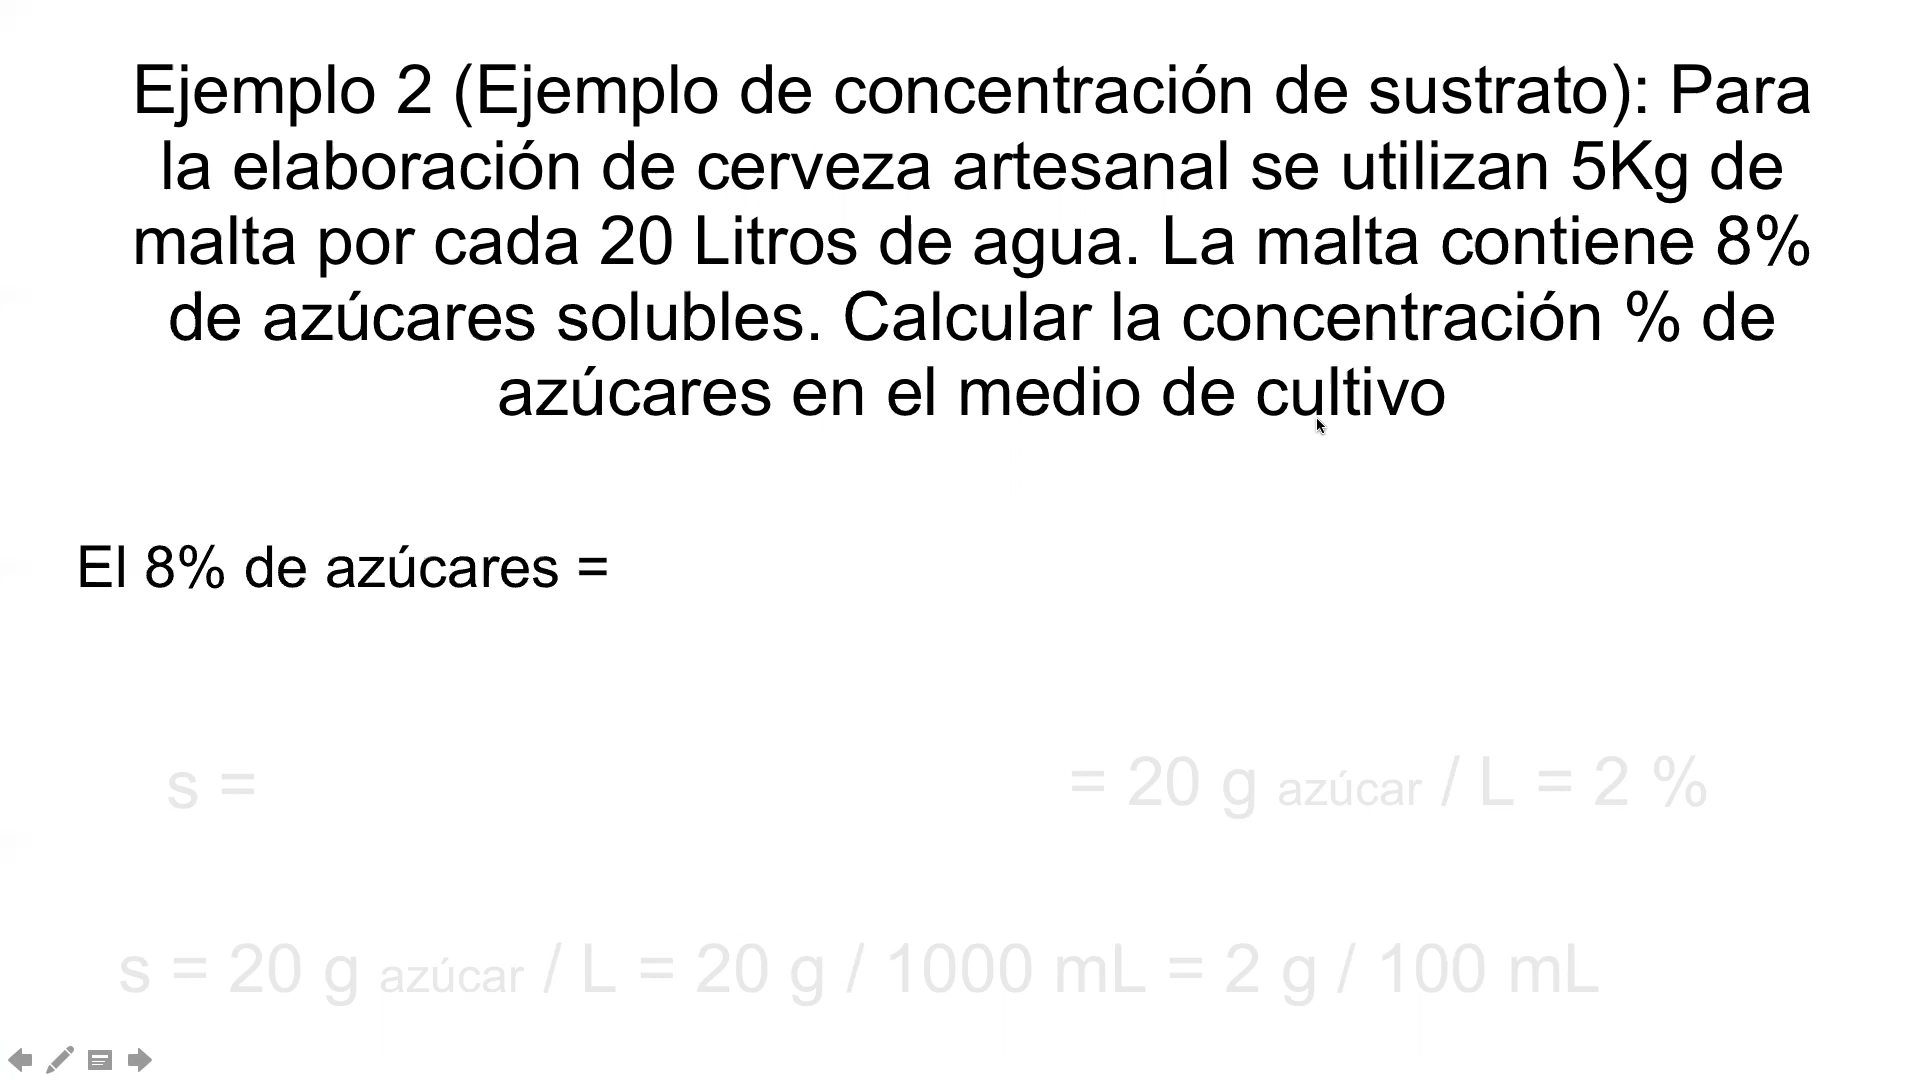 Ejemplo 2 (Ejemplo de concentración de sustrato): Para
la elaboración de cerveza artesanal se utilizan 5Kg de
malta por cada 20 Litros de agua. La malta contiene 8%
de azúcares solubles. Calcular la concentración % de
azúcares en el medio de cultivo
El 8% de azúcares =
s = = 20 g azúcar / L = 2 %
s = 20 g azúcar / L = 20 g / 1000 mL = 2 g / 100 mL